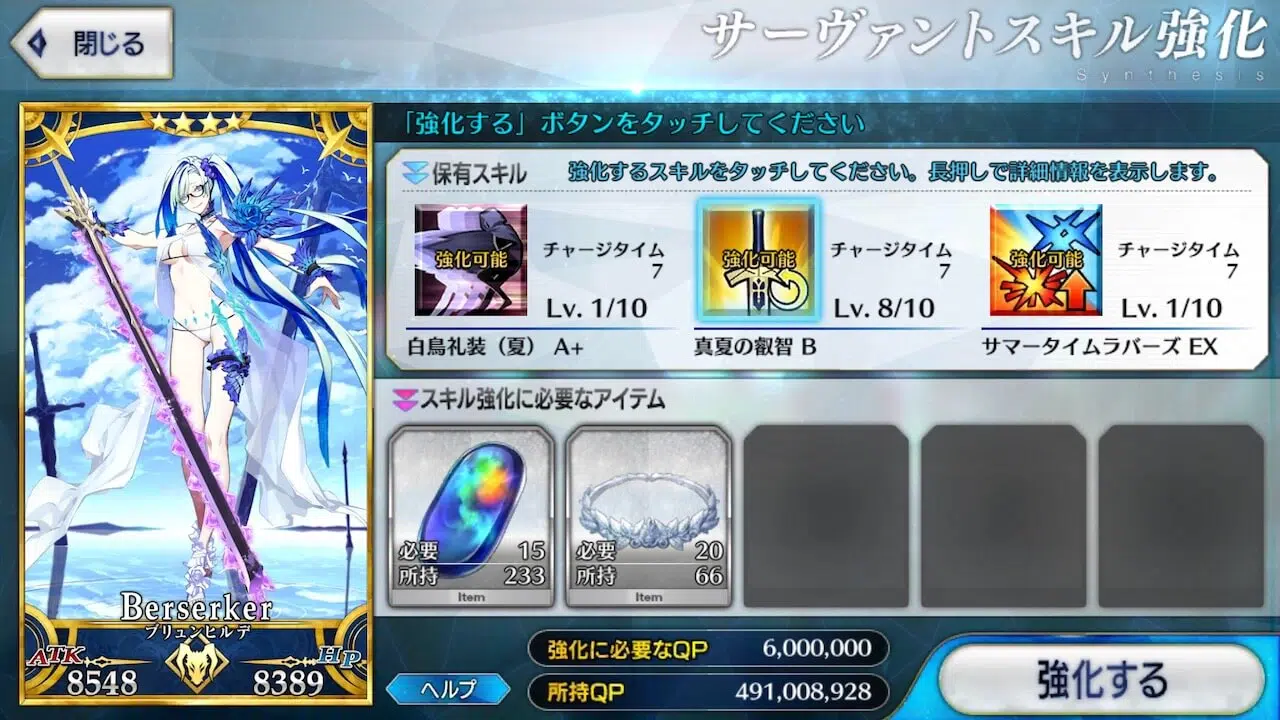 閉じる
サーヴァントスキル強化
Synthesis
「強化する」ボタンをタッチしてください
保有スキル
強化するスキルをタッチしてください。長押しで詳細情報を表示します。
強化可能
チャージタイム
7
Lv. 1/10
白鳥礼装（夏） A+
強化可能
チャージタイム
7
Lv. 8/10
真夏の叡智 B
強化可能
チャージタイム
7
Lv. 1/10
サマータイムラバーズ EX
スキル強化に必要なアイテム
必要 15
所持 233
Item
必要 20
所持 66
Item
Berserker
ブリュンヒルデ
ATK 8548
HP 8389
ヘルプ
強化に必要なQP 6,000,000
所持QP 491,008,928
強化する